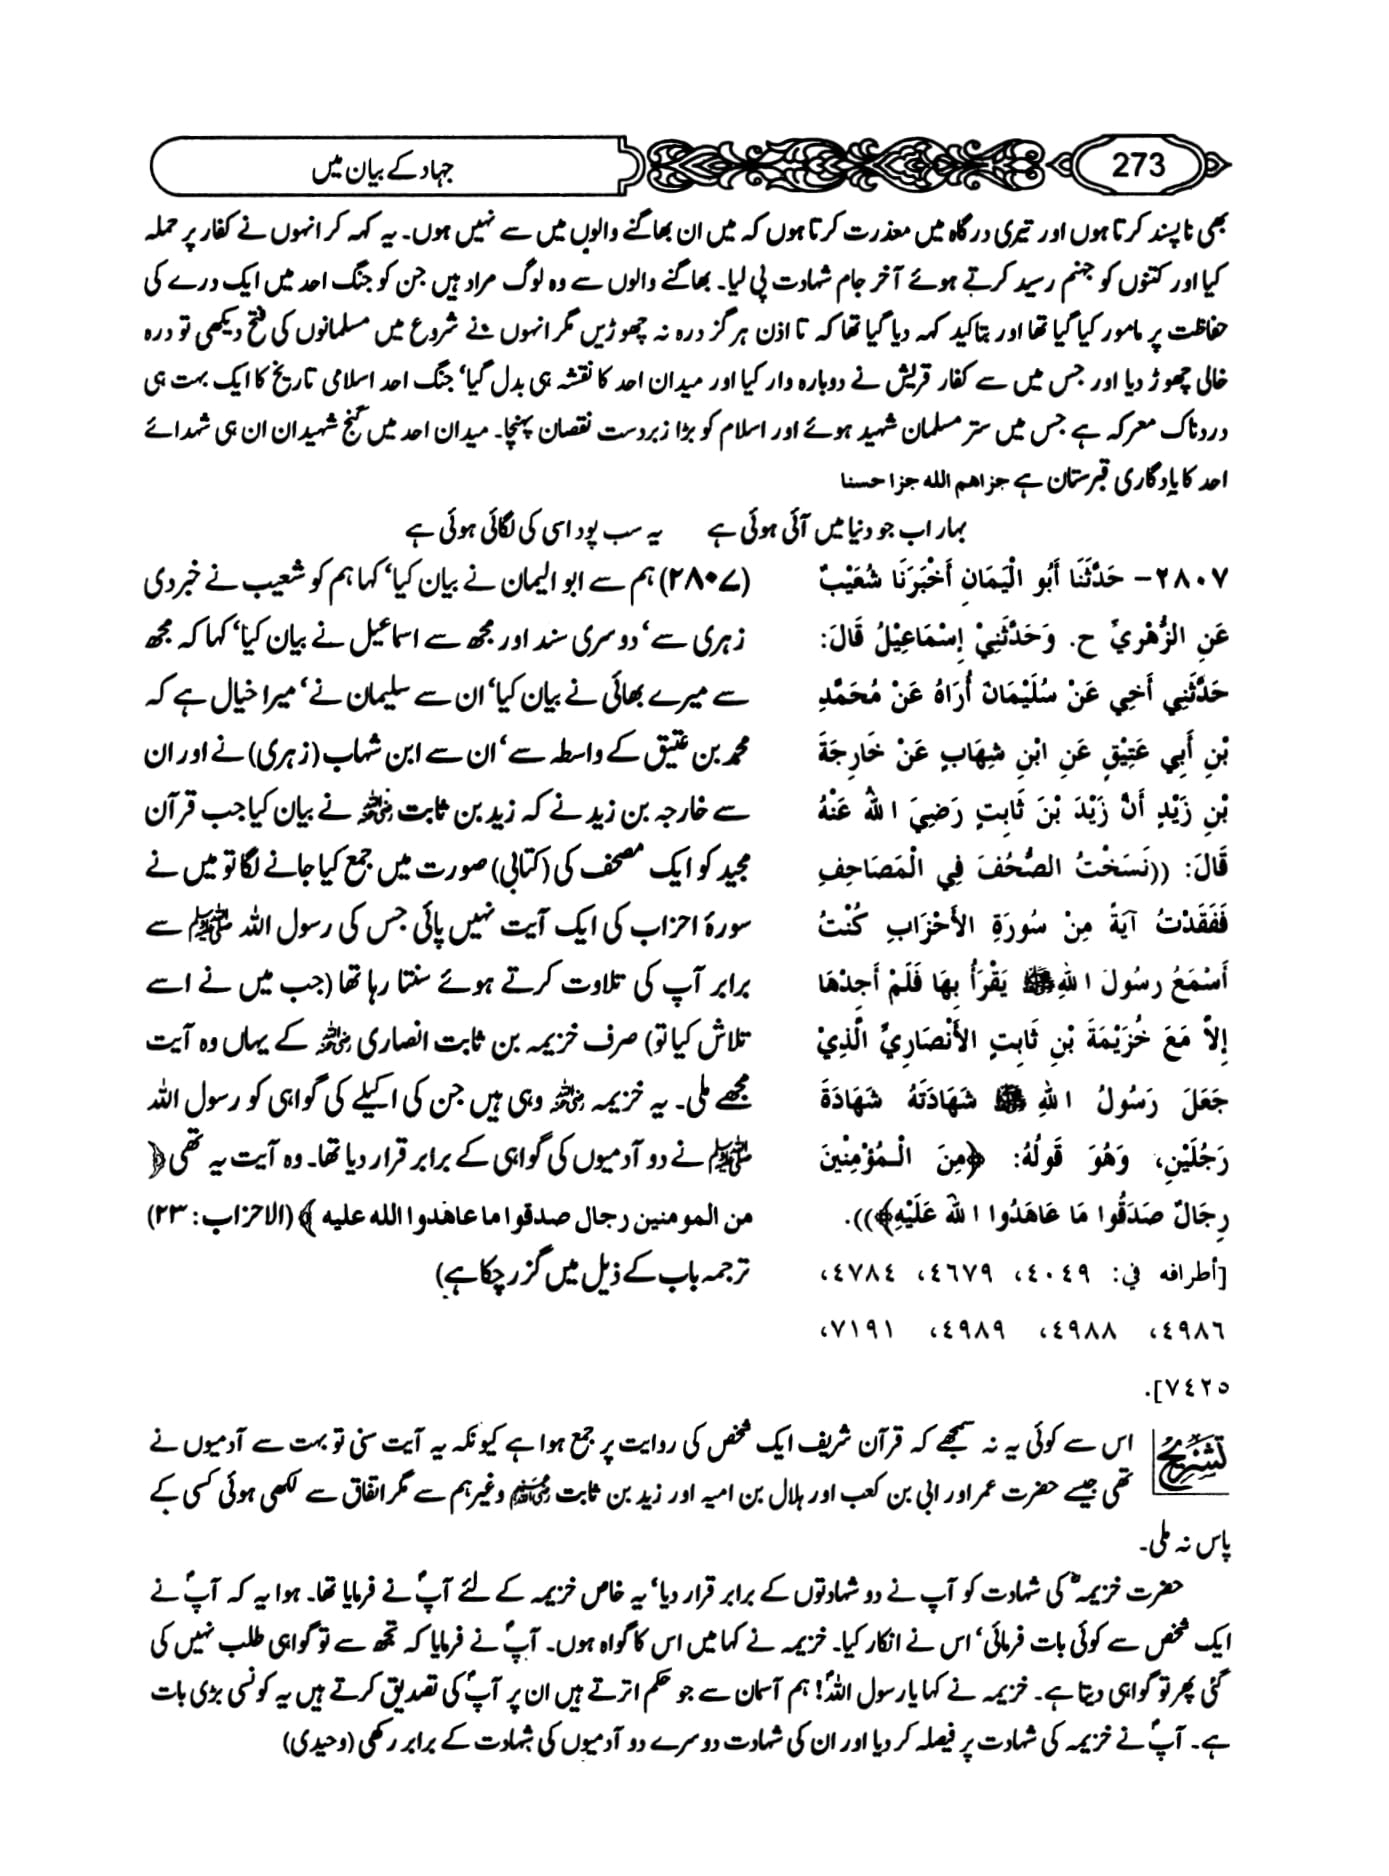 273
جہاد کے بیان میں
بھی ناپسند کرتا ہوں اور تیری درگاہ میں معذرت کرتا ہوں کہ میں ان بھاگنے والوں میں سے نہیں ہوں۔ یہ کہہ کر انہوں نے کفار پر حملہ
کیا اور کتنوں کو جہنم رسید کرتے ہوئے آخر جام شہادت پی لیا۔ بھاگنے والوں سے وہ لوگ مراد ہیں جن کو جنگ احد میں ایک درے کی
حفاظت پر مامور کیا گیا تھا اور بتاکید کہہ دیا گیا تھا کہ تا اذن ہر گز درہ نہ چھوڑیں مگر انہوں نے شروع میں مسلمانوں کی فتح دیکھی تو درہ
خالی چھوڑ دیا اور جس میں سے کفار قریش نے دوبارہ وار کیا اور میدان احد کا نقشہ ہی بدل گیا' جنگ احد اسلامی تاریخ کا ایک بہت ہی
دردناک معرکہ ہے جس میں ستر مسلمان شہید ہوئے اور اسلام کو بڑا زبردست نقصان پہنچا۔ میدان احد میں گنج شہیدان ان ہی شہدائے
احد کا یادگاری قبرستان ہے جزاھم الله جزا حسنا
بہار اب جو دنیا میں آئی ہوئی ہے یہ سب پود اسی کی لگائی ہوئی ہے
٢٨٠٧- حَدَّثَنَا أَبُو الْيَمَانِ أَخْبَرَنَا شُعَيْبٌ
عَنِ الزُّهْرِيِّ ح. وَحَدَّثَنِيْ إِسْمَاعِيْلُ قَالَ:
حَدَّثَنِي أَخِي عَنْ سُلَيْمَانَ أُرَاهُ عَنْ مُحَمَّدِ
بْنِ أَبِي عَتِيْقٍ عَنِ ابْنِ شِهَابٍ عَنْ خَارِجَةَ
بْنِ زَيْدٍ أَنَّ زَيْدَ بْنَ ثَابِتٍ رَضِيَ اللهُ عَنْهُ
قَالَ: ((نَسَخْتُ الصُّحُفَ فِي الْمَصَاحِفِ
فَفَقَدْتُ آيَةً مِنْ سُورَةِ الأَحْزَابِ كُنْتُ
أَسْمَعُ رسُولَ اللهِ ﷺ يَقْرَأُ بِهَا فَلَمْ أَجِدْهَا
إِلاَّ مَعَ خُزَيْمَةَ بْنِ ثَابِتٍ الأَنْصَارِيِّ الَّذِيْ
جَعَلَ رَسُولُ اللهِ ﷺ شَهَادَتَهُ شَهَادَةَ
رَجُلَيْنِ، وَهُوَ قَولُهُ: ﴿مِنَ الْمُؤْمِنِيْنَ
رِجَالٌ صَدَقُوا مَا عَاهَدُوا اللهَ عَلَيْهِ﴾)).
[أطرافه في: ٤٠٤٩، ٤٦٧٩، ٤٧٨٤،
٤٩٨٦، ٤٩٨٨، ٤٩٨٩، ٧١٩١،
٧٤٢٥].
(۲۸۰۷) ہم سے ابوالیمان نے بیان کیا' کہا ہم کو شعیب نے خبر دی
زہری سے' دوسری سند اور مجھ سے اسماعیل نے بیان کیا' کہا کہ مجھ
سے میرے بھائی نے بیان کیا' ان سے سلیمان نے' میرا خیال ہے کہ
محمد بن عتیق کے واسطہ سے' ان سے ابن شہاب (زہری) نے اور ان
سے خارجہ بن زید نے کہ زید بن ثابت رضی اللہ عنہ نے بیان کیا جب قرآن
مجید کو ایک مصحف کی (کتابی) صورت میں جمع کیا جانے لگا تو میں نے
سورۂ احزاب کی ایک آیت نہیں پائی جس کی رسول اللہ ﷺ سے
برابر آپ کی تلاوت کرتے ہوئے سنتا رہا تھا (جب میں نے اسے
تلاش کیا تو) صرف خزیمہ بن ثابت انصاری رضی اللہ عنہ کے یہاں وہ آیت
مجھے ملی۔ یہ خزیمہ رضی اللہ عنہ وہی ہیں جن کی اکیلے کی گواہی کو رسول اللہ
ﷺ نے دو آدمیوں کی گواہی کے برابر قرار دیا تھا۔ وہ آیت یہ تھی ﴿
من المومنین رجال صدقوا ما عاهدوا الله علیه﴾ (الاحزاب: ۲۳)
ترجمہ باب کے ذیل میں گزر چکا ہے)
تشریح اس سے کوئی یہ نہ سمجھے کہ قرآن شریف ایک شخص کی روایت پر جمع ہوا ہے کیونکہ یہ آیت سنی تو بہت سے آدمیوں نے
تھی جیسے حضرت عمر اور ابی بن کعب اور ہلال بن امیہ اور زید بن ثابت رضی اللہ عنہم وغیرہم سے مگر اتفاق سے لکھی ہوئی کسی کے
پاس نہ ملی۔
حضرت خزیمہؓ کی شہادت کو آپ نے دو شہادتوں کے برابر قرار دیا' یہ خاص خزیمہ کے لئے آپؐ نے فرمایا تھا۔ ہوا یہ کہ آپؐ نے
ایک شخص سے کوئی بات فرمائی' اس نے انکار کیا۔ خزیمہ نے کہا میں اس کا گواہ ہوں۔ آپؐ نے فرمایا کہ تجھ سے تو گواہی طلب نہیں کی
گئی پھر تو گواہی دیتا ہے۔ خزیمہ نے کہا یا رسول اللہؐ! ہم آسمان سے جو حکم اترتے ہیں ان پر آپؐ کی تصدیق کرتے ہیں یہ کونسی بڑی بات
ہے۔ آپؐ نے خزیمہ کی شہادت پر فیصلہ کر دیا اور ان کی شہادت دوسرے دو آدمیوں کی شہادت کے برابر رکھی (وحیدی)